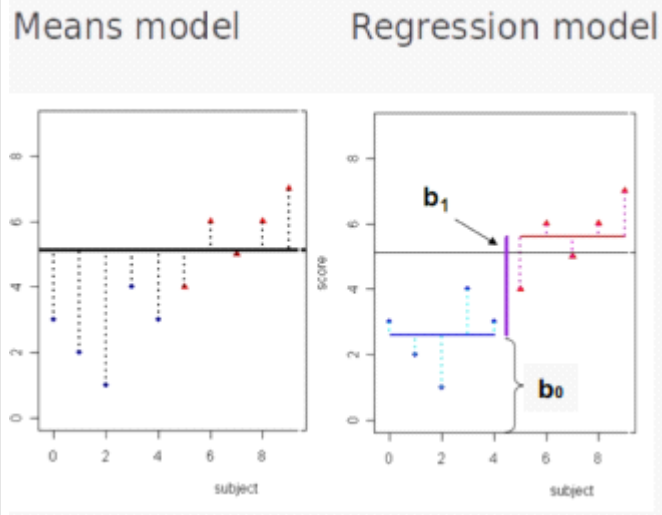 Means model
Regression model
8
6
4
2
0
0 2 4 6 8
subject
score
8
6
4
2
0
b₁
b₀
0 2 4 6 8
subject